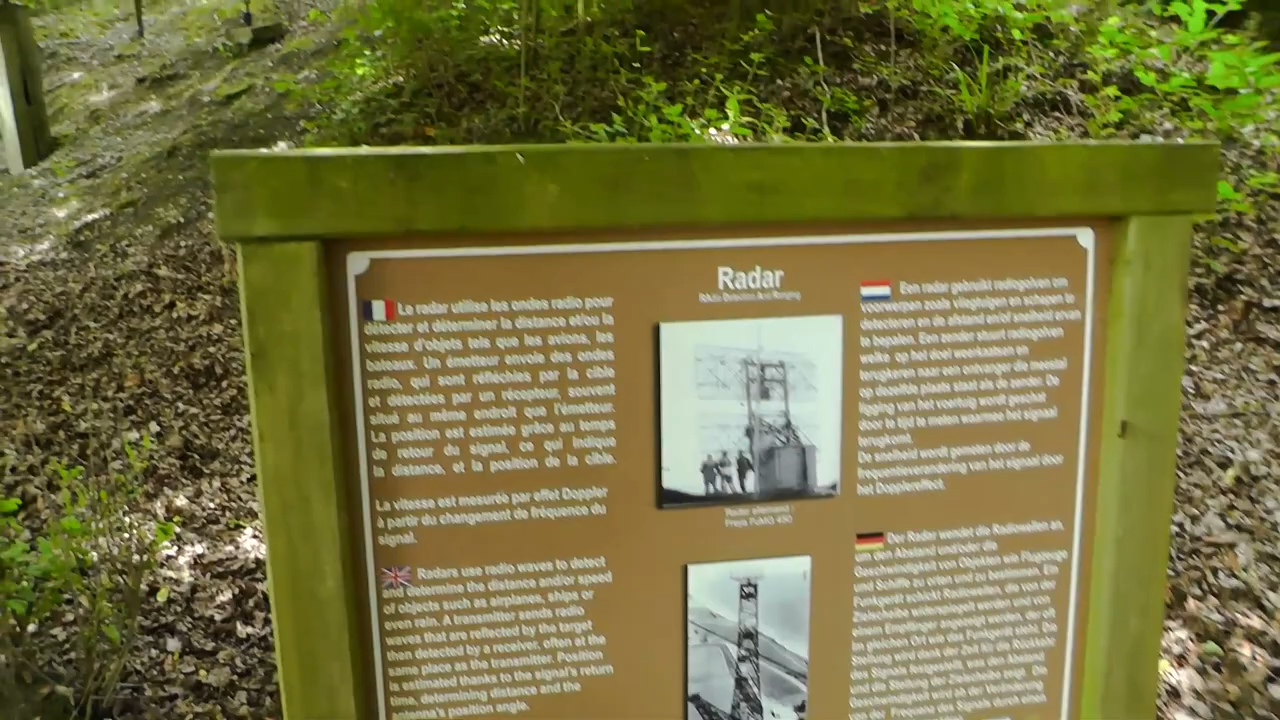 Radar
Radio Detection And Ranging
Le radar utilise les ondes radio pour
détecter et déterminer la distance et/ou la
vitesse d'objets tels que les avions, les
bateaux. Un émetteur envoie des ondes
radio, qui sont réfléchies par la cible
et détectées par un récepteur, souvent
situé au même endroit que l'émetteur.
La position est estimée grâce au temps
de retour du signal, ce qui indique
la distance, et la position de la cible.
La vitesse est mesurée par effet Doppler
à partir du changement de fréquence du
signal.
Radars use radio waves to detect
and determine the distance and/or speed
of objects such as airplanes, ships or
even rain. A transmitter sends radio
waves that are reflected by the target
then detected by a receiver, often at the
same place as the transmitter. Position
is estimated thanks to the signal's return
time, determining distance and the
antenna's position angle.
Radar allemand
Freya FuMG 450
Een radar gebruikt radiogolven om
voorwerpen zoals vliegtuigen en schepen te
detecteren en de afstand en/of snelheid ervan
te bepalen. Een zender zend radiogolven
welke op het doel weerkaatsen en
terugkeren naar een ontvanger die meestal
op dezelfde plaats staat als de zender. De
ligging van het voertuig wordt geschat
door te tijd te meten waarmee het signaal
terugkomt.
De snelheid wordt gemeten door de
frequentieverandering van het signaal door
het Dopplereffect.
Der Radar wendet die Radiowellen an,
den Abstand und/oder die
Geschwindigkeit von Objekten wie Flugzeuge
und Schiffe zu orten und zu bestimmen. Ein
Funkgerät schickt Radiowellen, die von der
Zielscheibe widerspiegelt werden und von
einem Empfänger angezeigt werden, der oft
im gleichen Ort wie das Funkgerät steht. Die
Stellung wird dank der Zeit für die Rückkehr
des Signals festgestellt, was den Abstand
und die Stellung der Zielscheibe zeigt. Die
Geschwindigkeit wird ab der
von der Frequenz des Signals durch einen